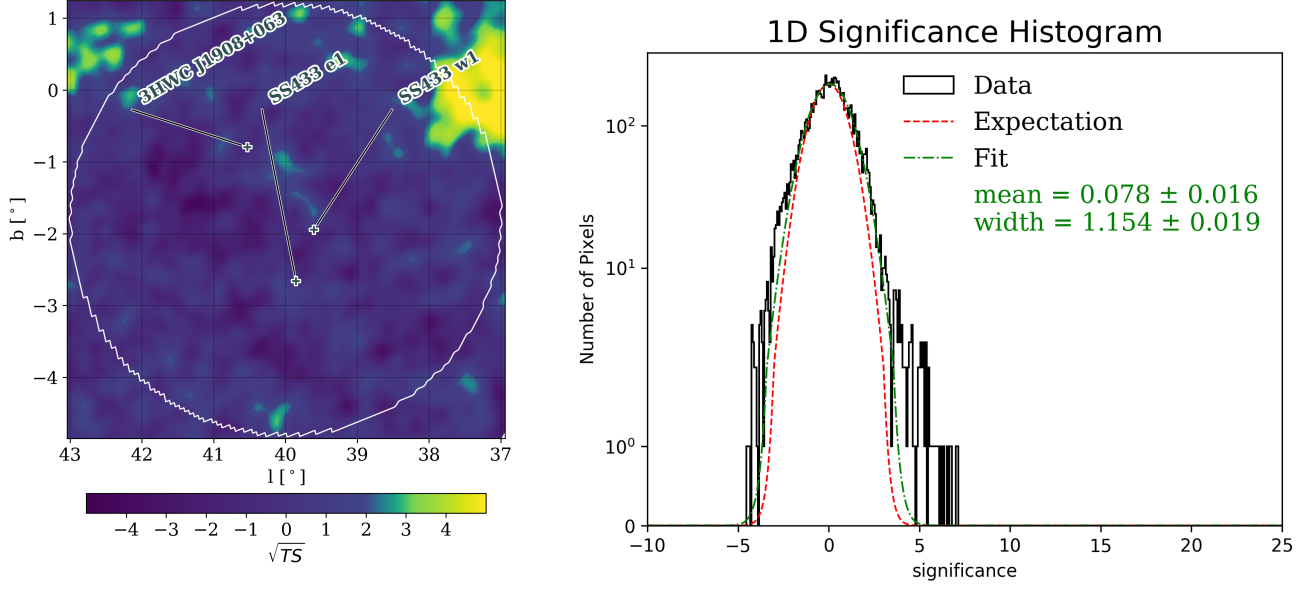 1
0
−1
−2
−3
−4
b [°]
3HWC J1908+063
SS433 e1
SS433 w1
43
42
41
40
39
38
37
l [°]
−4
−3
−2
−1
0
1
2
3
4
√TS
1D Significance Histogram
Data
Expectation
Fit
mean = 0.078 ± 0.016
width = 1.154 ± 0.019
Number of Pixels
10²
10¹
10⁰
0
−10
−5
0
5
10
15
20
25
significance